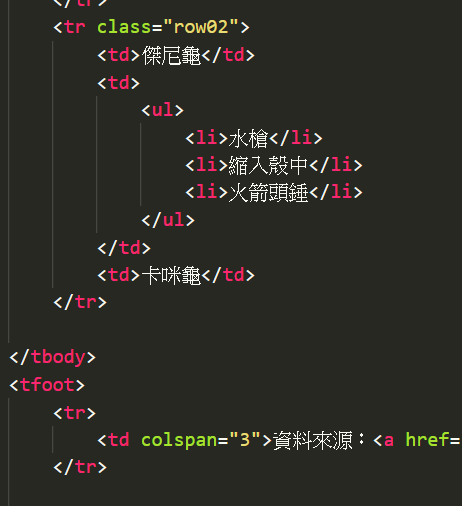 </tr>
<tr class="row02">
<td>傑尼龜</td>
<td>
<ul>
<li>水槍</li>
<li>縮入殼中</li>
<li>火箭頭錘</li>
</ul>
</td>
<td>卡咪龜</td>
</tr>
</tbody>
<tfoot>
<tr>
<td colspan="3">資料來源：<a href=
</tr>